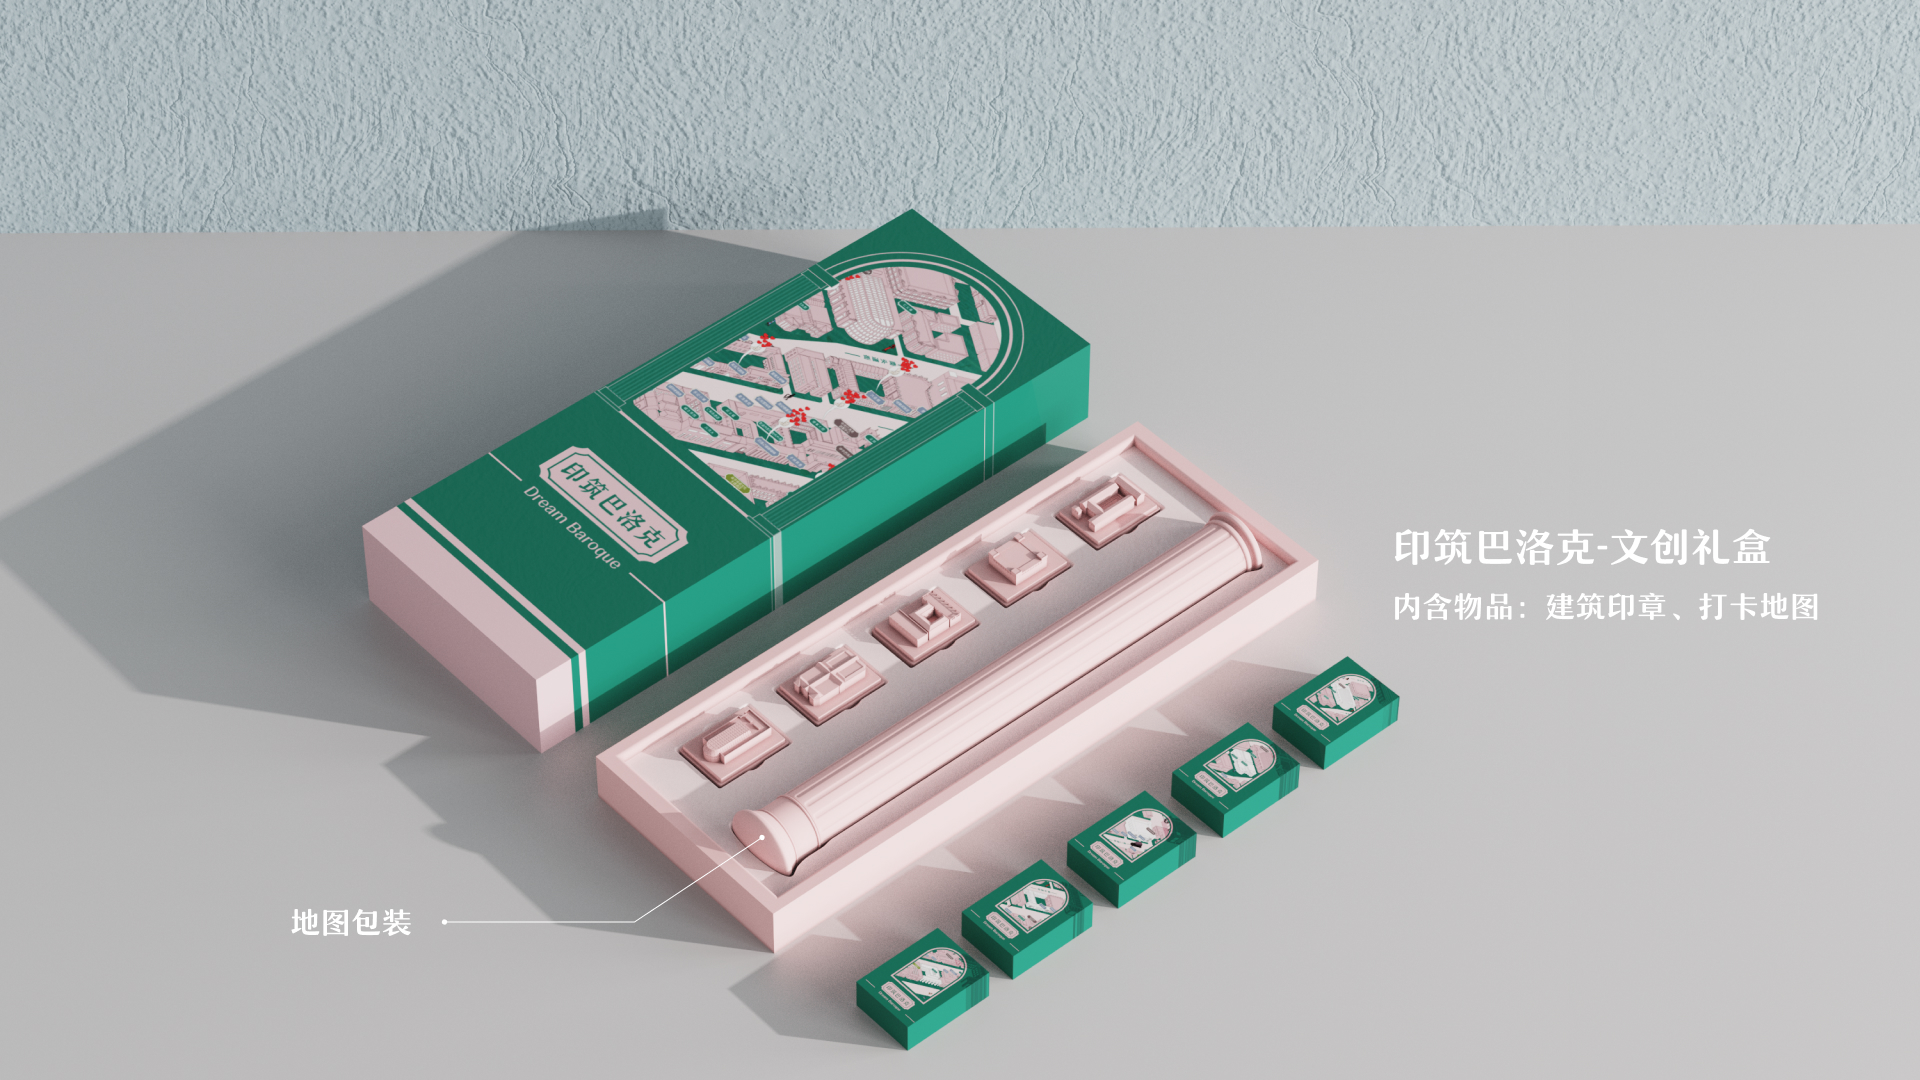 印筑巴洛克
Dream Baroque
印筑巴洛克-文创礼盒
内含物品：建筑印章、打卡地图
地图包装